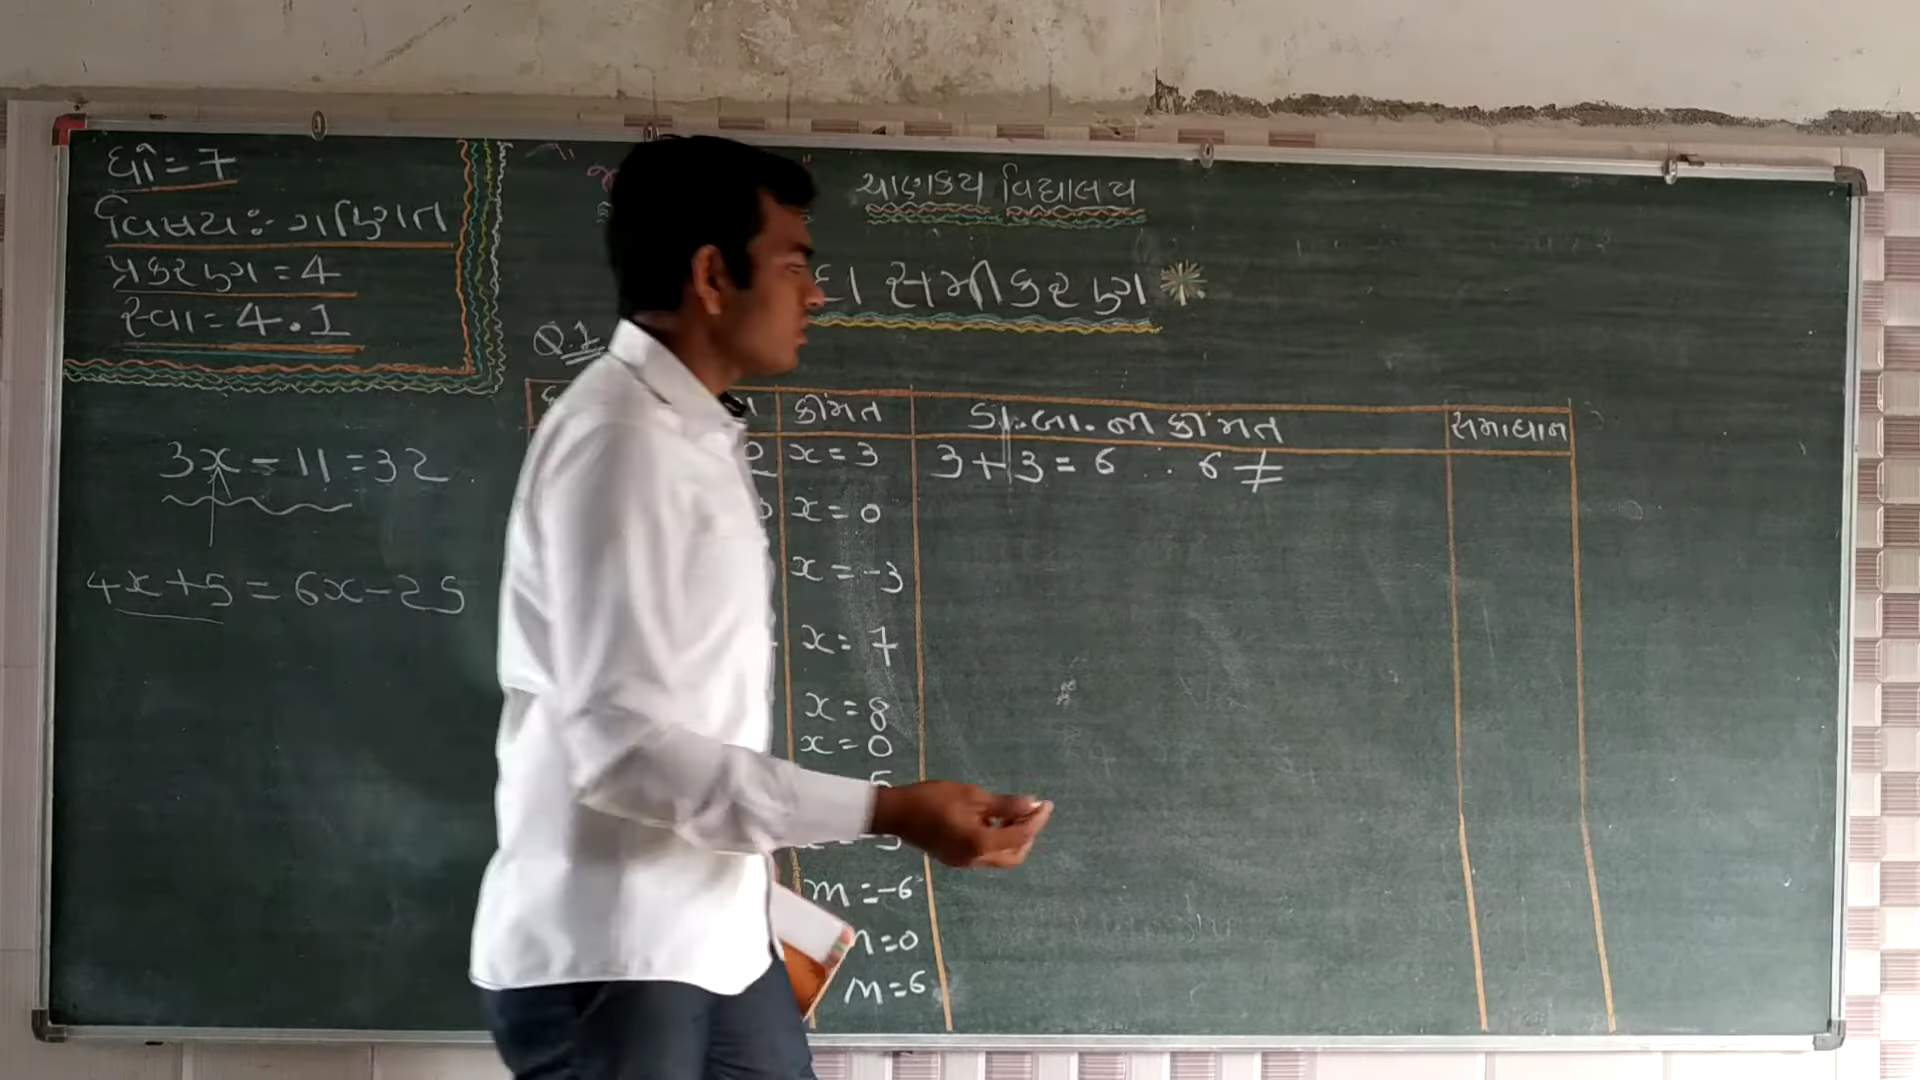 ધો = 7
વિષય :- ગણિત
પ્રકરણ = 4
સ્વા = 4.1
ચાણક્ય વિદ્યાલય
સમીકરણ
Q.1
કીંમત
ડા.બા. ની કીંમત
સમાધાન
x = 3
3 + 3 = 6 ∴ 6 ≠
x = 0
x = -3
x = 7
x = 8
x = 0
m = -6
m = 0
m = 6
3x - 11 = 32
4x + 5 = 6x - 25